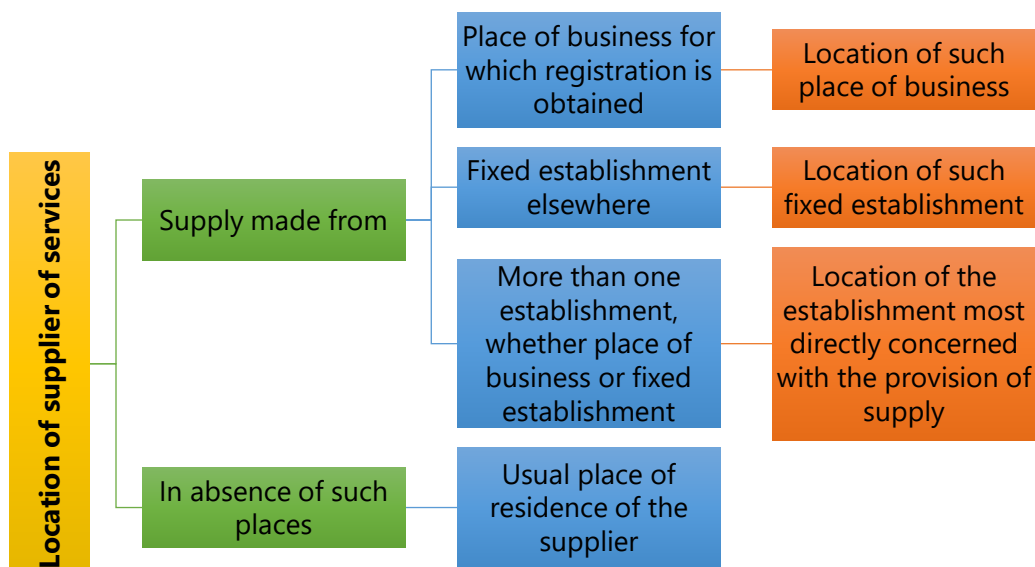 Location of supplier of services
Supply made from
Place of business for
which registration is
obtained
Location of such
place of business
Fixed establishment
elsewhere
Location of such
fixed establishment
More than one
establishment,
whether place of
business or fixed
establishment
Location of the
establishment most
directly concerned
with the provision of
supply
In absence of such
places
Usual place of
residence of the
supplier